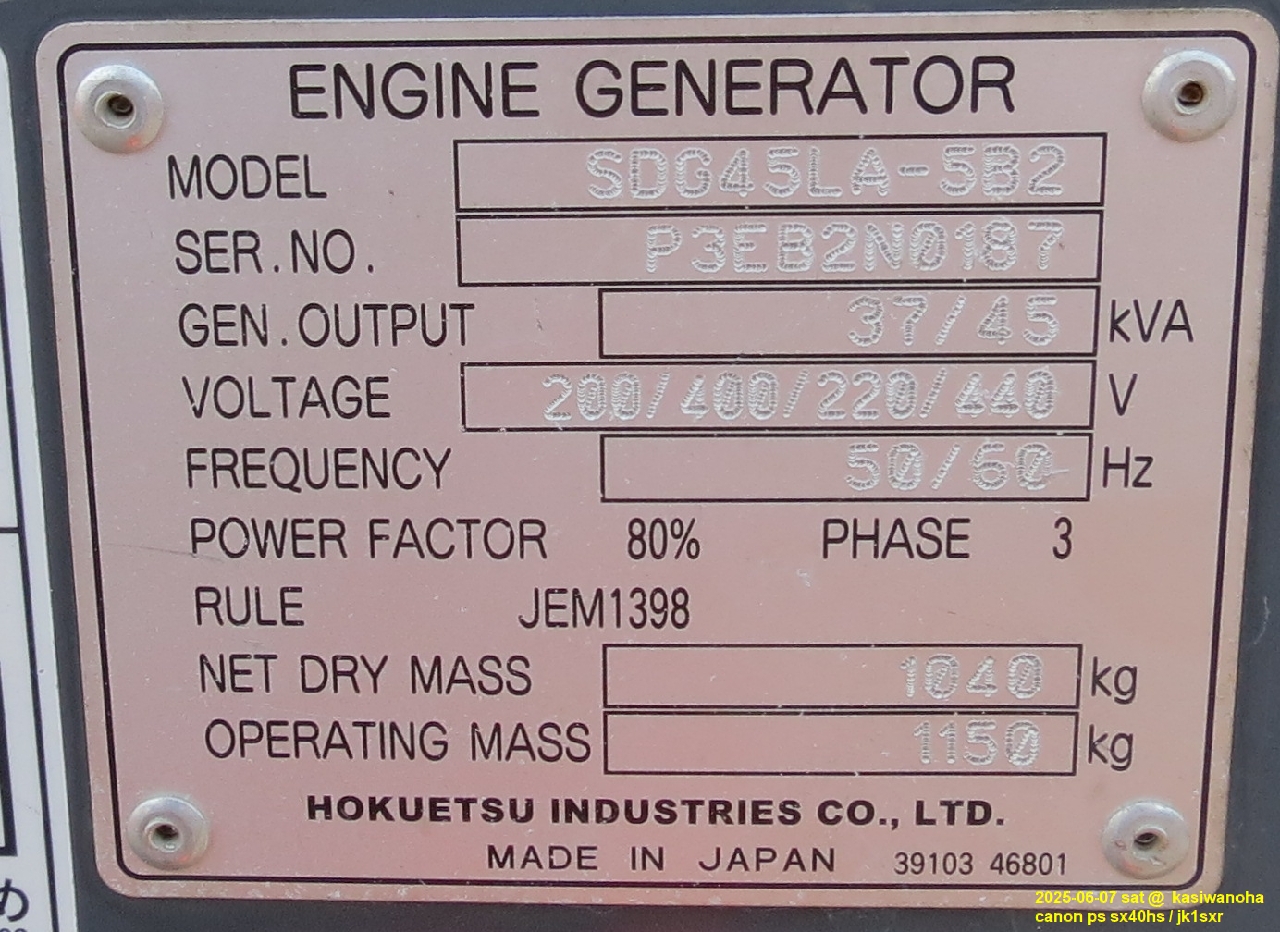 ENGINE GENERATOR
MODEL SDG45LA-5B2
SER.NO. P3EB2N0187
GEN.OUTPUT 37/45 kVA
VOLTAGE 200/400/220/440 V
FREQUENCY 50/60 Hz
POWER FACTOR 80% PHASE 3
RULE JEM1398
NET DRY MASS 1040 kg
OPERATING MASS 1150 kg
HOKUETSU INDUSTRIES CO., LTD.
MADE IN JAPAN 39103 46801
め
2025-06-07 sat @ kasiwanoha
canon ps sx40hs / jk1sxr